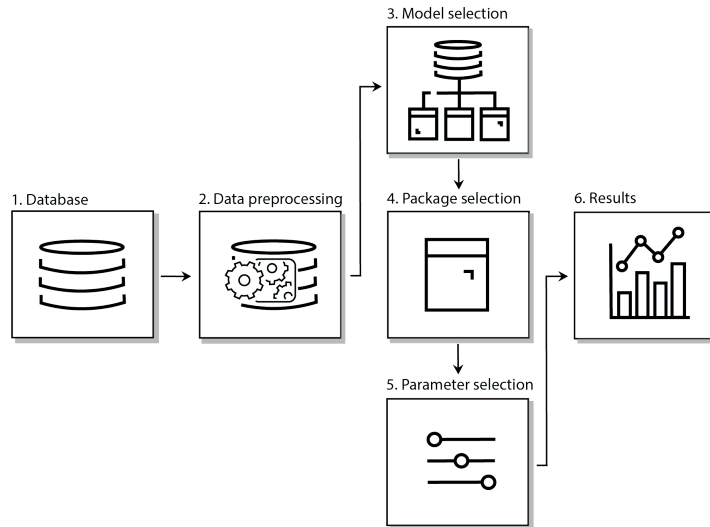 1. Database
2. Data preprocessing
3. Model selection
4. Package selection
5. Parameter selection
6. Results